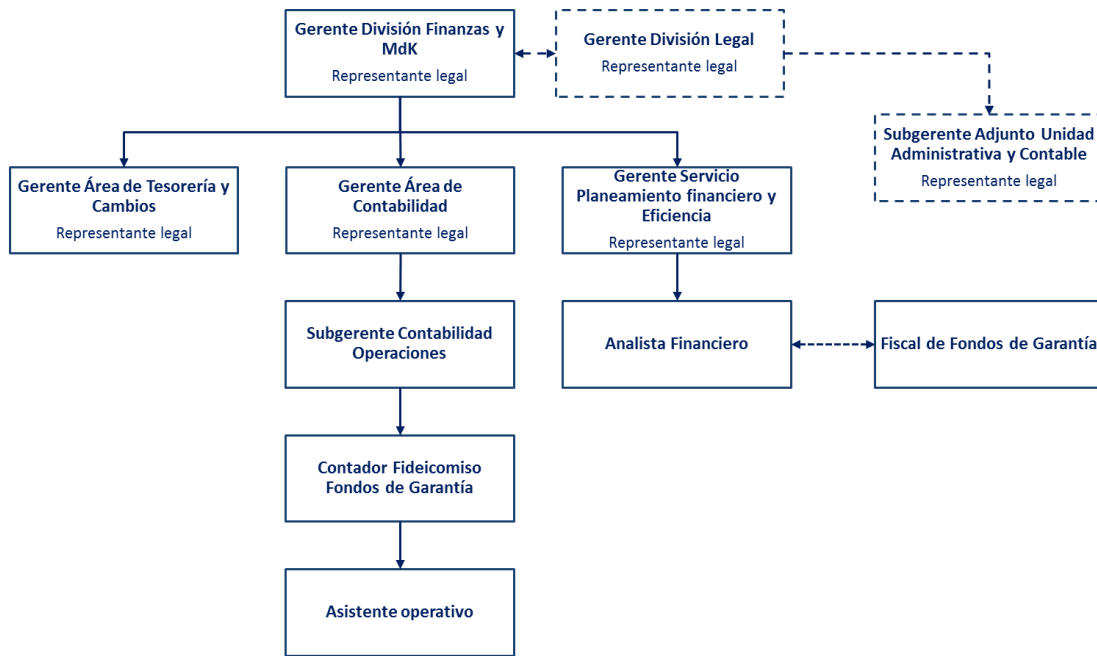 Gerente División Finanzas y
MdK
Representante legal
Gerente División Legal
Representante legal
Subgerente Adjunto Unidad
Administrativa y Contable
Representante legal
Gerente Área de Tesorería y
Cambios
Representante legal
Gerente Área de
Contabilidad
Representante legal
Gerente Servicio
Planeamiento financiero y
Eficiencia
Representante legal
Subgerente Contabilidad
Operaciones
Analista Financiero
Fiscal de Fondos de Garantía
Contador Fideicomiso
Fondos de Garantía
Asistente operativo